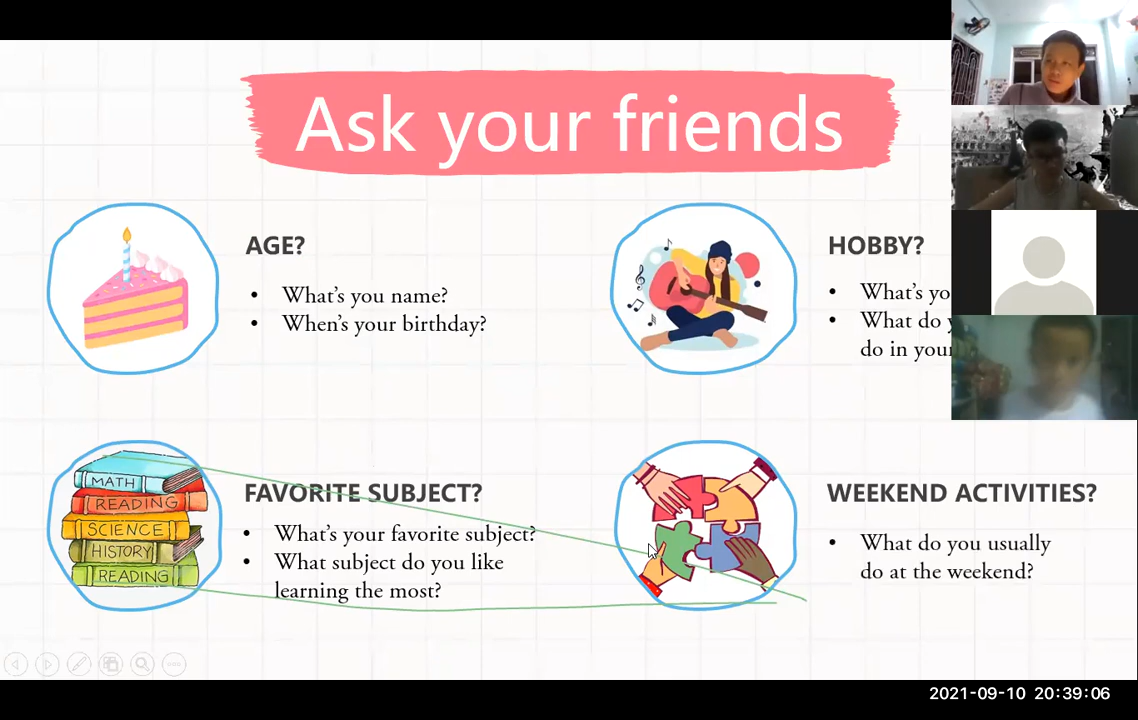 Ask your friends
AGE?
• What's you name?
• When's your birthday?
HOBBY?
• What's
• What do
do in
MATH
READING
SCIENCE
HISTORY
READING
FAVORITE SUBJECT?
• What's your favorite subject?
• What subject do you like
learning the most?
WEEKEND ACTIVITIES?
• What do you usually
do at the weekend?
2021-09-10 20:39:06